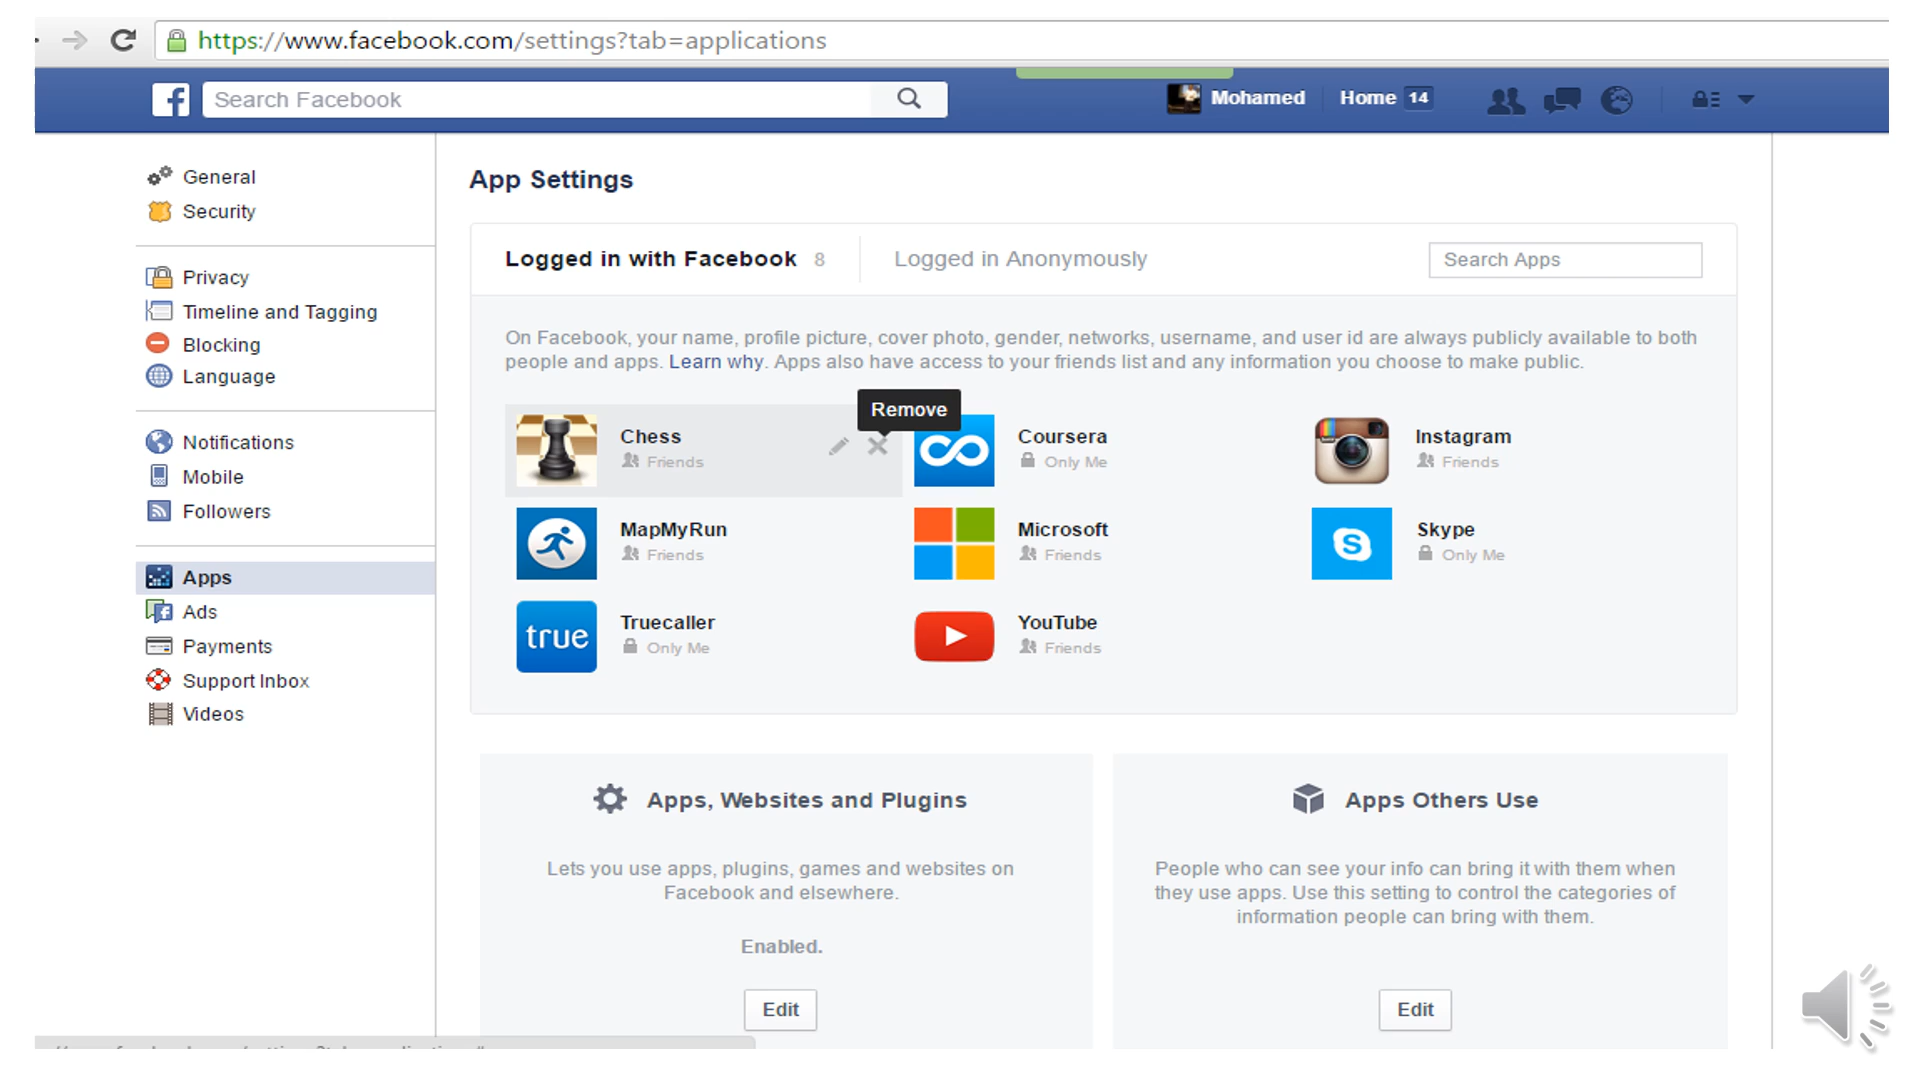 https://www.facebook.com/settings?tab=applications
f Search Facebook
Mohamed Home 14
General
Security
Privacy
Timeline and Tagging
Blocking
Language
Notifications
Mobile
Followers
Apps
Ads
Payments
Support Inbox
Videos
App Settings
Logged in with Facebook 8 Logged in Anonymously Search Apps
On Facebook, your name, profile picture, cover photo, gender, networks, username, and user id are always publicly available to both
people and apps. Learn why. Apps also have access to your friends list and any information you choose to make public.
Remove
Chess
Friends
Coursera
Only Me
Instagram
Friends
MapMyRun
Friends
Microsoft
Friends
S
Skype
Only Me
true
Truecaller
Only Me
YouTube
Friends
Apps, Websites and Plugins
Lets you use apps, plugins, games and websites on
Facebook and elsewhere.
Enabled.
Edit
Apps Others Use
People who can see your info can bring it with them when
they use apps. Use this setting to control the categories of
information people can bring with them.
Edit